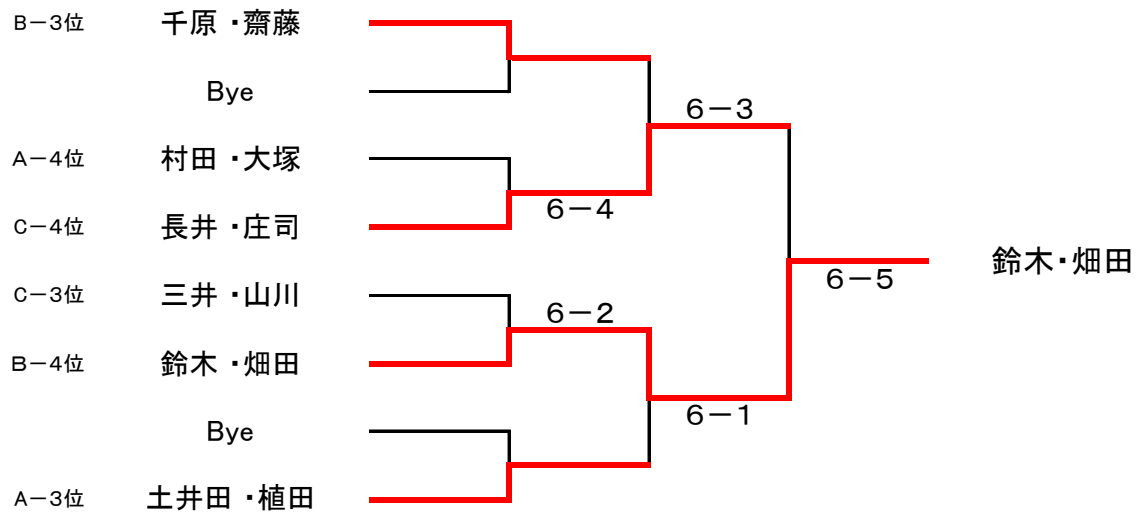 B－3位 千原 ・齋藤
Bye
6－3
A－4位 村田 ・大塚
6－4
C－4位 長井 ・庄司
鈴木・畑田
6－5
C－3位 三井 ・山川
6－2
B－4位 鈴木 ・畑田
6－1
Bye
A－3位 土井田 ・植田